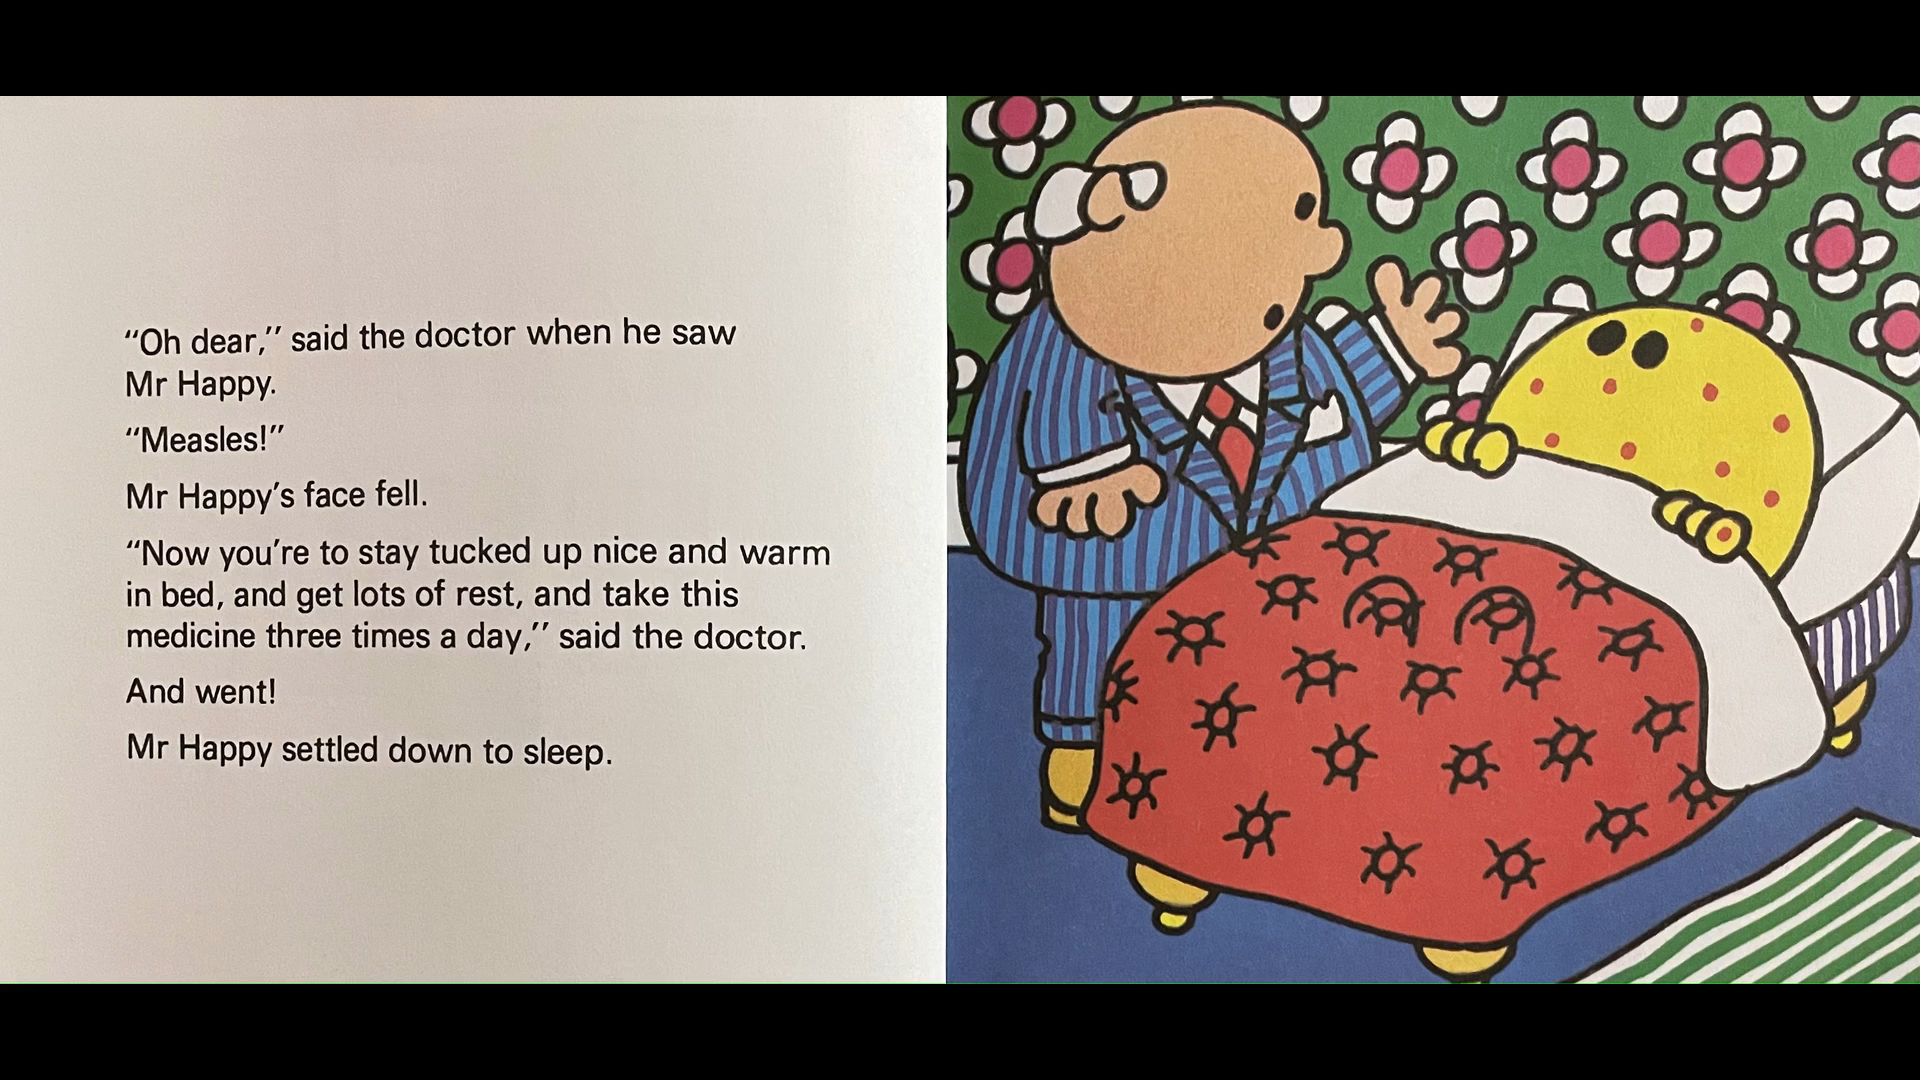 “Oh dear,” said the doctor when he saw
Mr Happy.
“Measles!”
Mr Happy’s face fell.
“Now you’re to stay tucked up nice and warm
in bed, and get lots of rest, and take this
medicine three times a day,” said the doctor.
And went!
Mr Happy settled down to sleep.